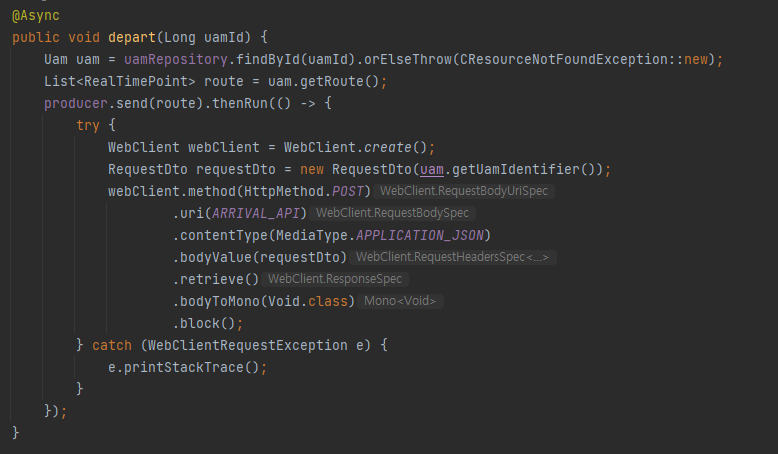 @Async
public void depart(Long uamId) {
    Uam uam = uamRepository.findById(uamId).orElseThrow(CResourceNotFoundException::new);
    List<RealTimePoint> route = uam.getRoute();
    producer.send(route).thenRun(() -> {
        try {
            WebClient webClient = WebClient.create();
            RequestDto requestDto = new RequestDto(uam.getUamIdentifier());
            webClient.method(HttpMethod.POST) WebClient.RequestBodyUriSpec
                    .uri(ARRIVAL_API) WebClient.RequestBodySpec
                    .contentType(MediaType.APPLICATION_JSON)
                    .bodyValue(requestDto) WebClient.RequestHeadersSpec<...>
                    .retrieve() WebClient.ResponseSpec
                    .bodyToMono(Void.class) Mono<Void>
                    .block();
        } catch (WebClientRequestException e) {
            e.printStackTrace();
        }
    });
}